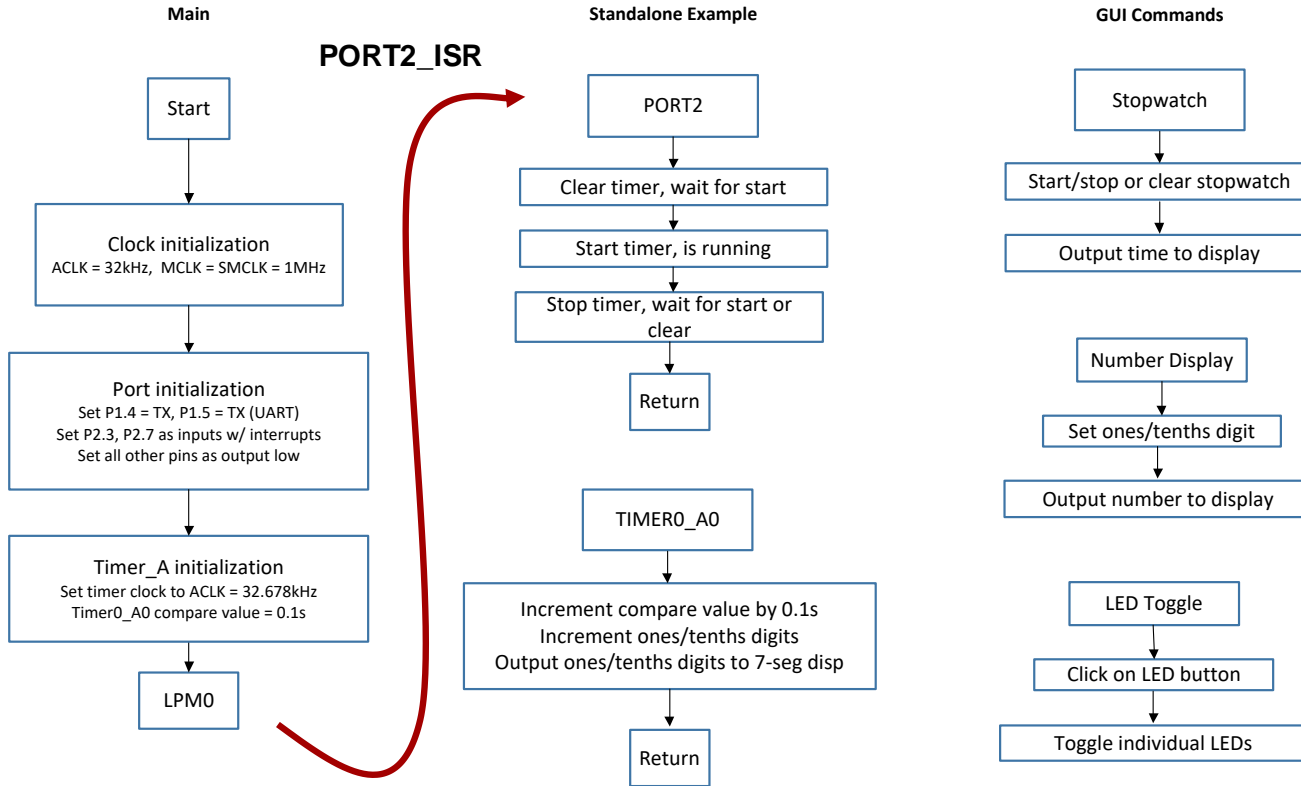 Main
Start
Clock initialization
ACLK = 32kHz, MCLK = SMCLK = 1MHz
Port initialization
Set P1.4 = TX, P1.5 = TX (UART)
Set P2.3, P2.7 as inputs w/ interrupts
Set all other pins as output low
Timer_A initialization
Set timer clock to ACLK = 32.678kHz
Timer0_A0 compare value = 0.1s
LPM0
PORT2_ISR
Standalone Example
PORT2
Clear timer, wait for start
Start timer, is running
Stop timer, wait for start or
clear
Return
TIMER0_A0
Increment compare value by 0.1s
Increment ones/tenths digits
Output ones/tenths digits to 7-seg disp
Return
GUI Commands
Stopwatch
Start/stop or clear stopwatch
Output time to display
Number Display
Set ones/tenths digit
Output number to display
LED Toggle
Click on LED button
Toggle individual LEDs